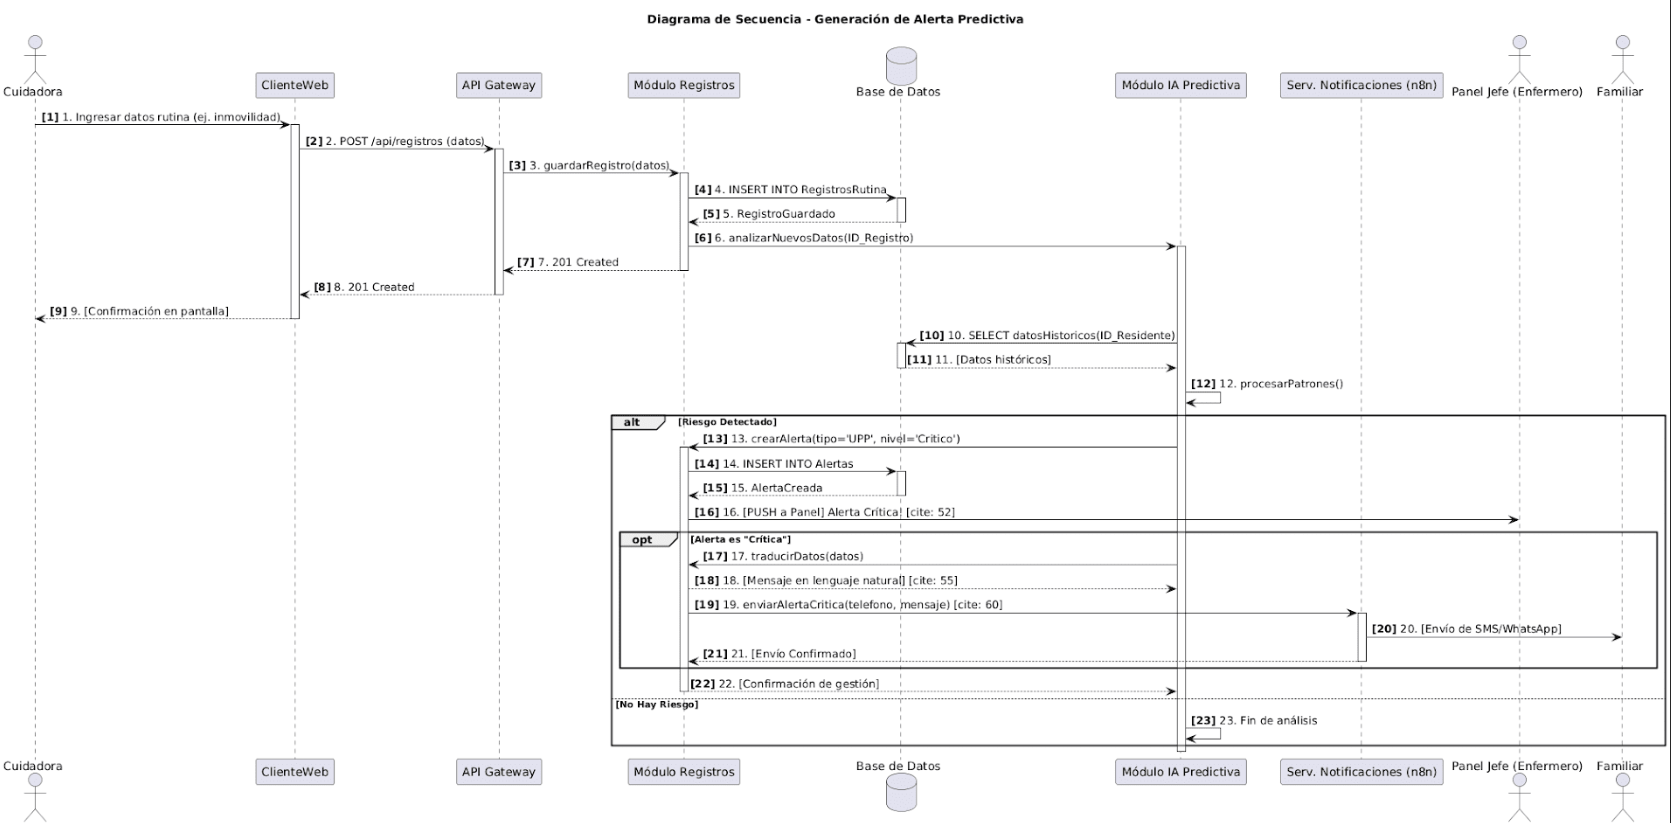 Diagrama de Secuencia - Generación de Alerta Predictiva
Cuidadora
ClienteWeb
API Gateway
Módulo Registros
Base de Datos
Módulo IA Predictiva
Serv. Notificaciones (n8n)
Panel Jefe (Enfermero)
Familiar
[1] 1. Ingresar datos rutina (ej. inmovilidad)
[2] 2. POST /api/registros (datos)
[3] 3. guardarRegistro(datos)
[4] 4. INSERT INTO RegistrosRutina
[5] 5. RegistroGuardado
[6] 6. analizarNuevosDatos(ID_Registro)
[7] 7. 201 Created
[8] 8. 201 Created
[9] 9. [Confirmación en pantalla]
[10] 10. SELECT datosHistoricos(ID_Residente)
[11] 11. [Datos históricos]
[12] 12. procesarPatrones()
alt [Riesgo Detectado]
[13] 13. crearAlerta(tipo='UPP', nivel='Crítico')
[14] 14. INSERT INTO Alertas
[15] 15. AlertaCreada
[16] 16. [PUSH a Panel] Alerta Crítica! [cite: 52]
opt [Alerta es "Crítica"]
[17] 17. traducirDatos(datos)
[18] 18. [Mensaje en lenguaje natural] [cite: 55]
[19] 19. enviarAlertaCritica(telefono, mensaje) [cite: 60]
[20] 20. [Envío de SMS/WhatsApp]
[21] 21. [Envío Confirmado]
[22] 22. [Confirmación de gestión]
[No Hay Riesgo]
[23] 23. Fin de análisis
Cuidadora
ClienteWeb
API Gateway
Módulo Registros
Base de Datos
Módulo IA Predictiva
Serv. Notificaciones (n8n)
Panel Jefe (Enfermero)
Familiar